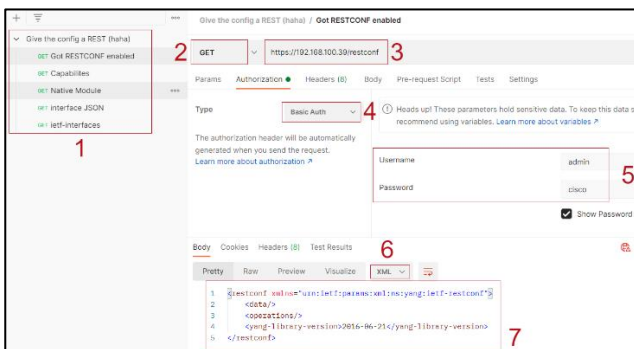 Give the config a REST (haha) / Got RESTCONF enabled
Give the config a REST (haha)
GET Got RESTCONF enabled
GET Capabilites
GET Native Module
GET interface JSON
GET ietf-interfaces
1
2
GET
https://192.168.100.39/restconf
3
Params Authorization Headers (8) Body Pre-request Script Tests Settings
Type
Basic Auth
4
Heads up! These parameters hold sensitive data. To keep this data s
recommend using variables. Learn more about variables
The authorization header will be automatically
generated when you send the request.
Learn more about authorization
Username
admin
Password
cisco
5
Show Password
Body Cookies Headers (8) Test Results
6
Pretty Raw Preview Visualize XML
1 <restconf xmlns="urn:ietf:params:xml:ns:yang:ietf-restconf">
2 <data/>
3 <operations/>
4 <yang-library-version>2016-06-21</yang-library-version>
5 </restconf>
7